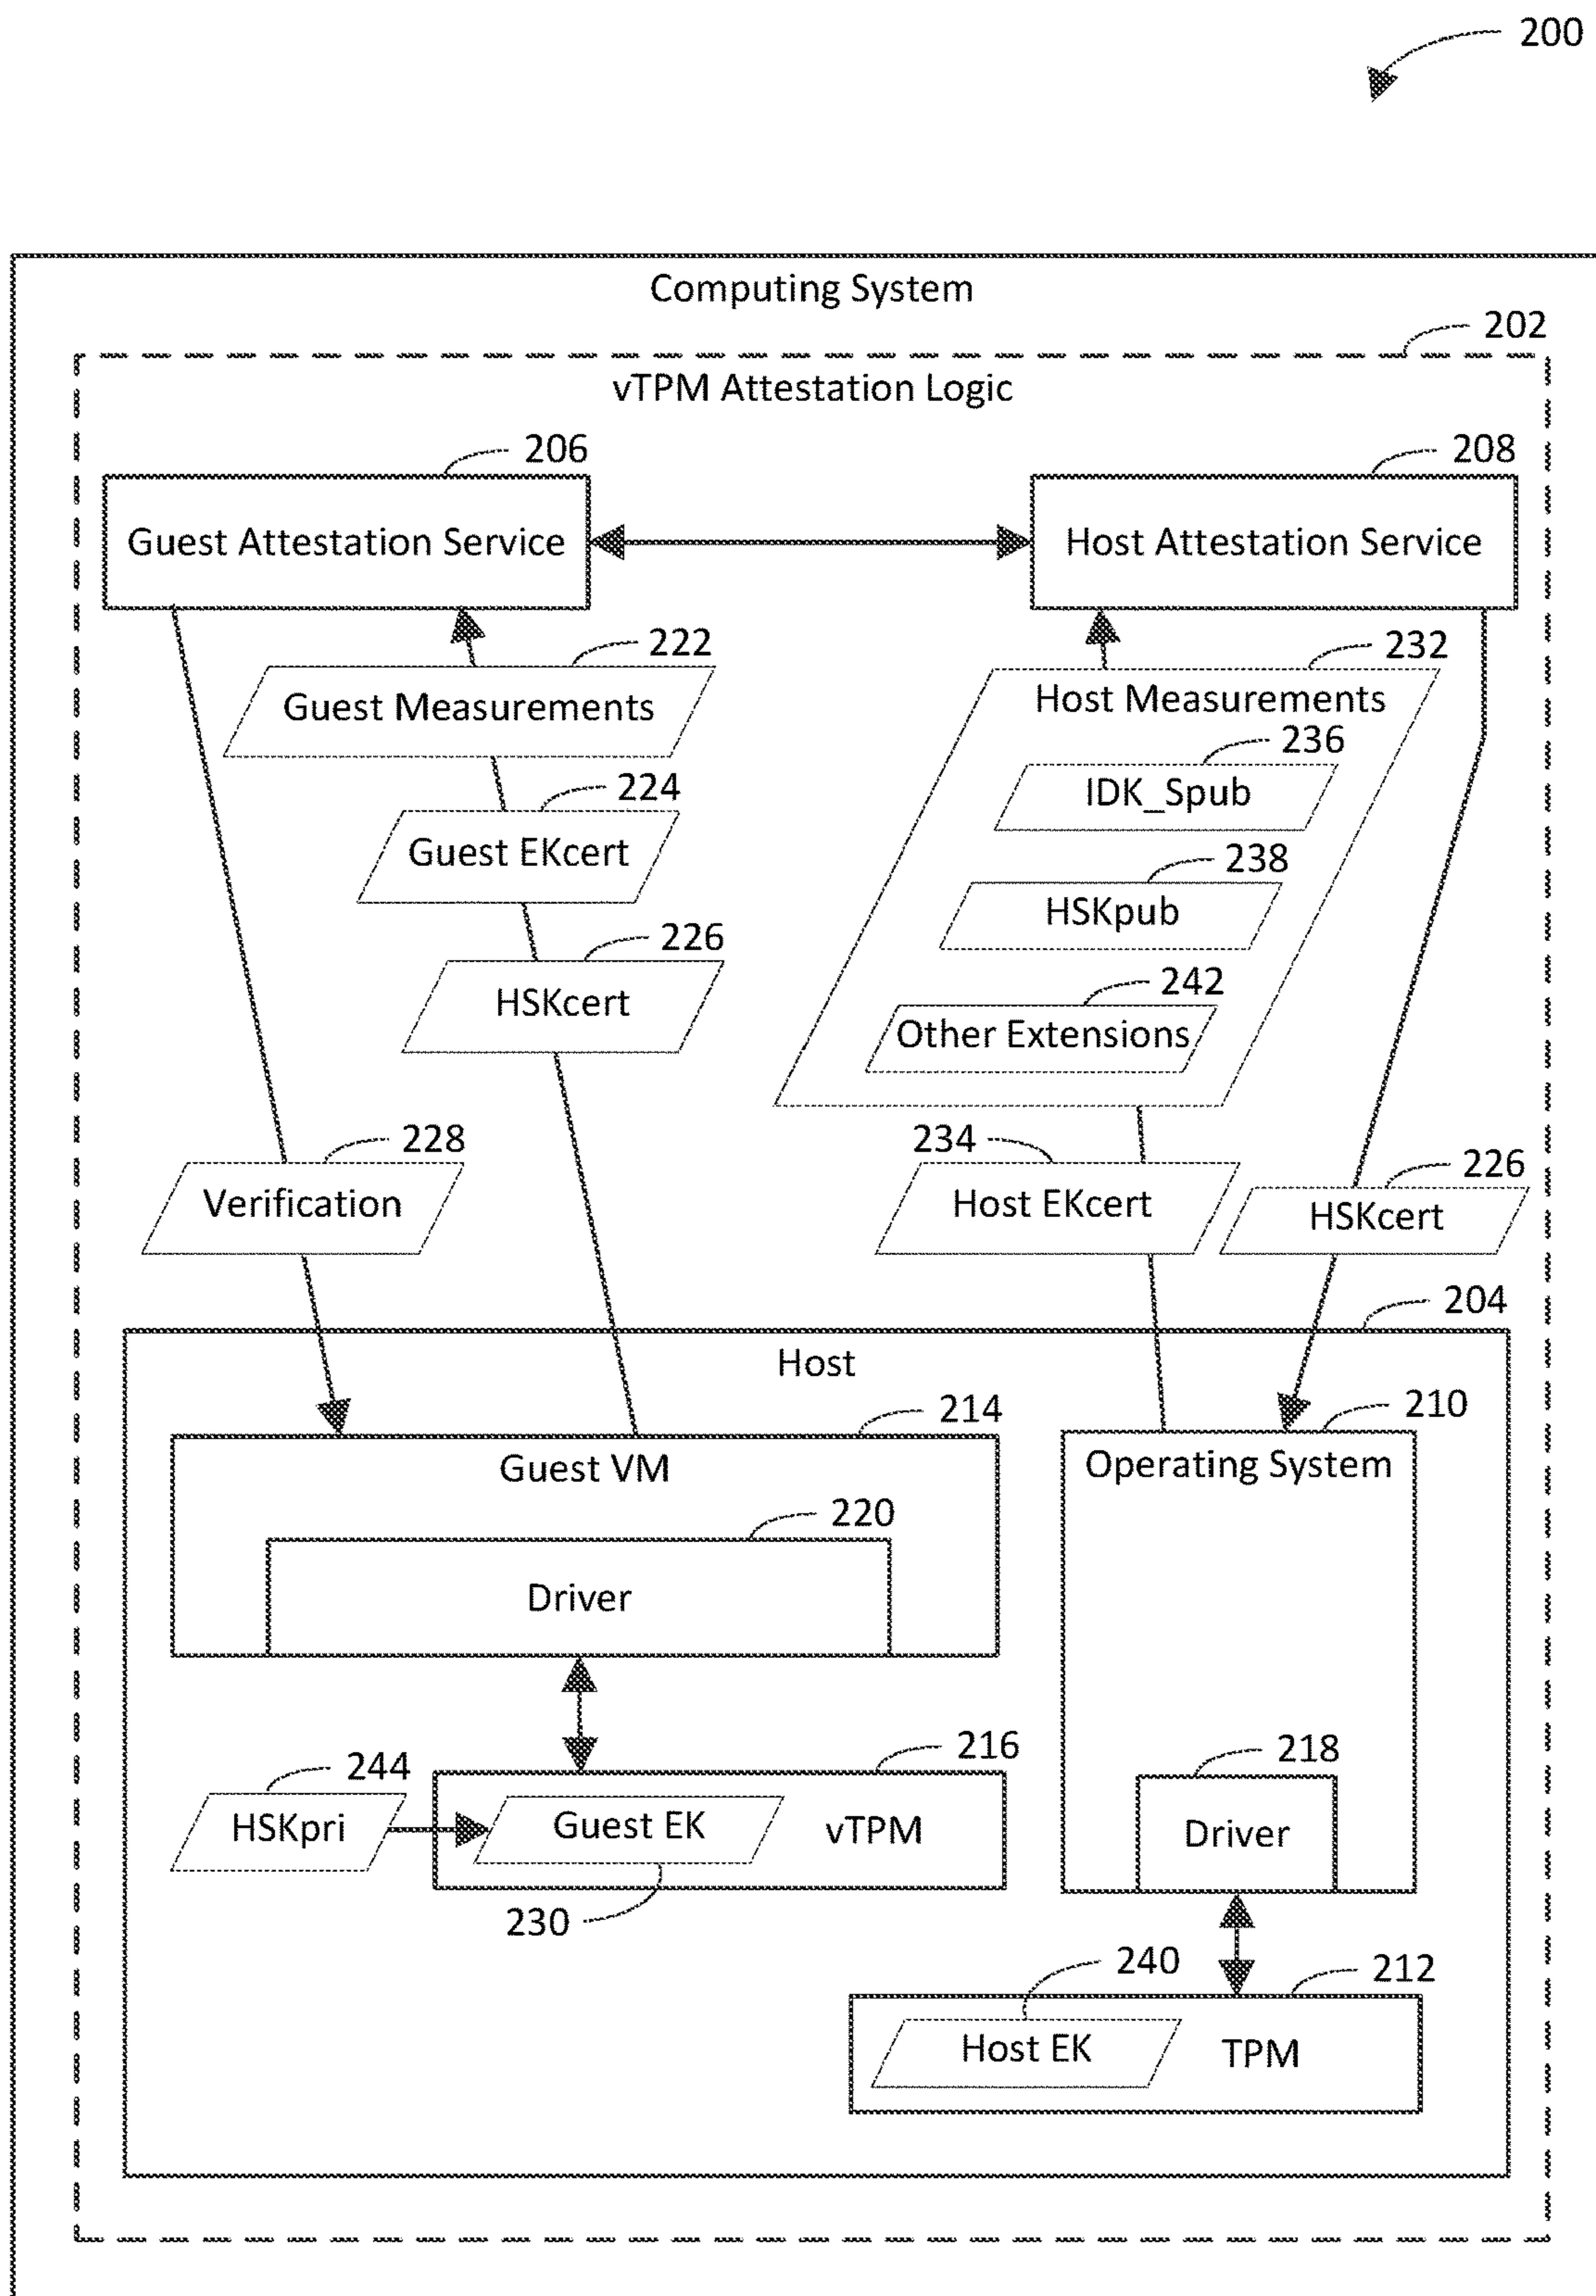 200
Computing System
202
vTPM Attestation Logic
206
208
Guest Attestation Service
Host Attestation Service
222
232
Guest Measurements
Host Measurements
236
224
IDK_Spub
Guest EKcert
238
226
HSKpub
HSKcert
242
Other Extensions
228
234
226
Verification
Host EKcert
HSKcert
204
Host
214
210
Guest VM
Operating System
220
Driver
216
244
218
HSKpri
Guest EK
vTPM
Driver
230
240
212
Host EK
TPM